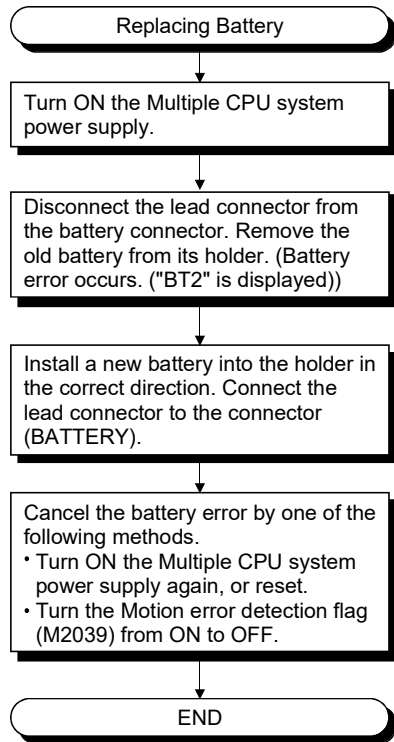 Replacing Battery
Turn ON the Multiple CPU system
power supply.
Disconnect the lead connector from
the battery connector. Remove the
old battery from its holder. (Battery
error occurs. ("BT2" is displayed))
Install a new battery into the holder in
the correct direction. Connect the
lead connector to the connector
(BATTERY).
Cancel the battery error by one of the
following methods.
• Turn ON the Multiple CPU system
power supply again, or reset.
• Turn the Motion error detection flag
(M2039) from ON to OFF.
END